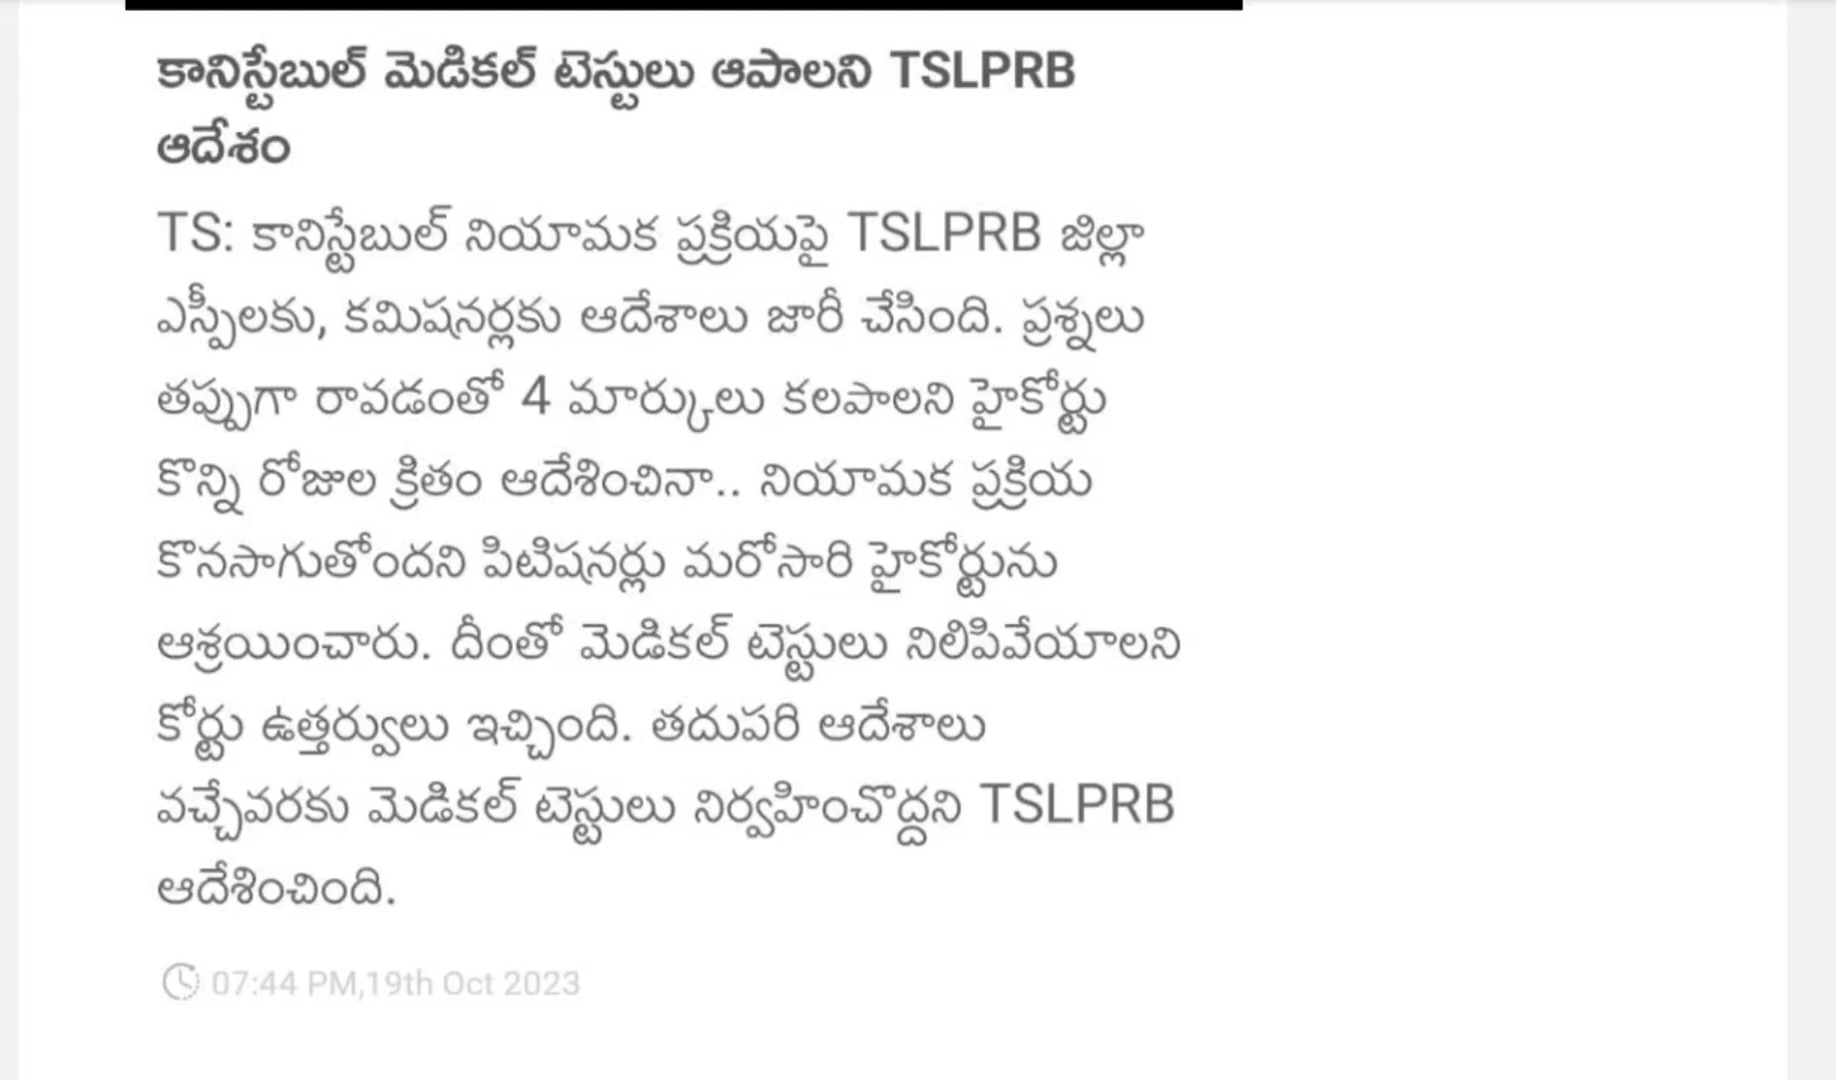 కానిస్టేబుల్ మెడికల్ టెస్టులు ఆపాలని TSLPRB
ఆదేశం
TS: కానిస్టేబుల్ నియామక ప్రక్రియపై TSLPRB జిల్లా
ఎస్పీలకు, కమిషనర్లకు ఆదేశాలు జారీ చేసింది. ప్రశ్నలు
తప్పుగా రావడంతో 4 మార్కులు కలపాలని హైకోర్టు
కొన్ని రోజుల క్రితం ఆదేశించినా.. నియామక ప్రక్రియ
కొనసాగుతోందని పిటిషనర్లు మరోసారి హైకోర్టును
ఆశ్రయించారు. దీంతో మెడికల్ టెస్టులు నిలిపివేయాలని
కోర్టు ఉత్తర్వులు ఇచ్చింది. తదుపరి ఆదేశాలు
వచ్చేవరకు మెడికల్ టెస్టులు నిర్వహించొద్దని TSLPRB
ఆదేశించింది.
07:44 PM,19th Oct 2023